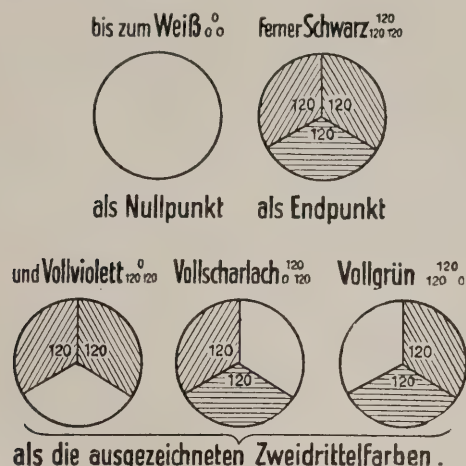 bis zum Weiß 0 0 0
Ferner Schwarz 120 120 120
120 120
120
als Nullpunkt
als Endpunkt
und Vollviolett 0 120 120
Vollscharlach 120 0 120
Vollgrün 120 120 0
120 120
120
120
120
120
als die ausgezeichneten Zweidrittelfarben.